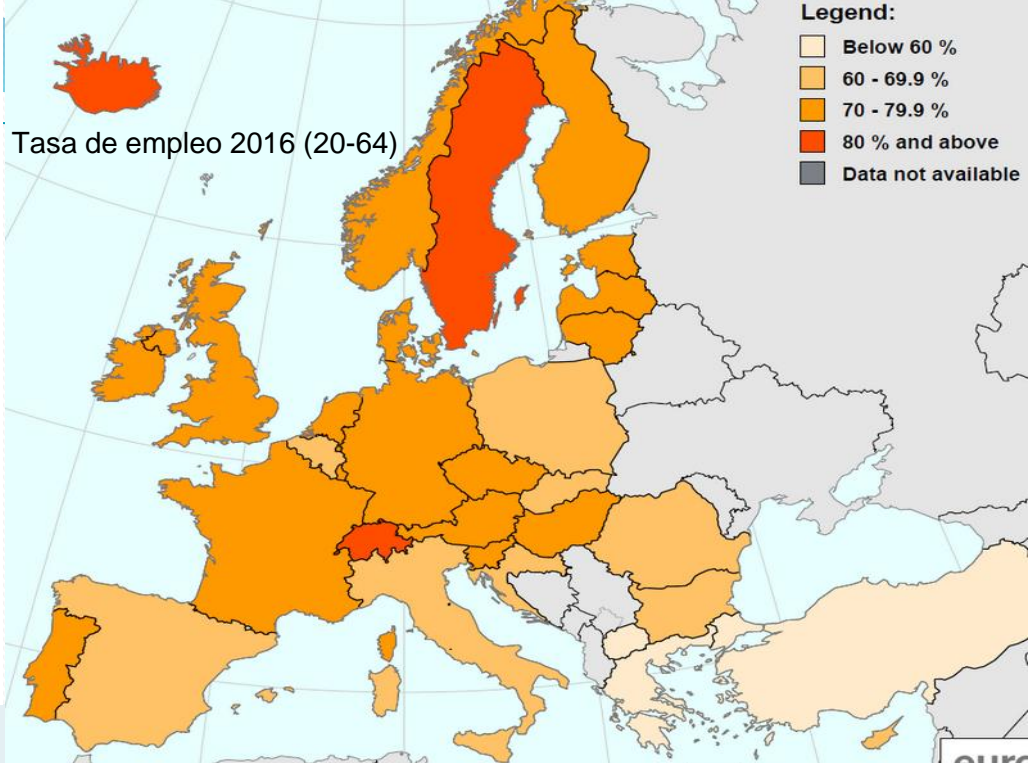 Legend:
Below 60 %
60 - 69.9 %
70 - 79.9 %
80 % and above
Data not available
Tasa de empleo 2016 (20-64)